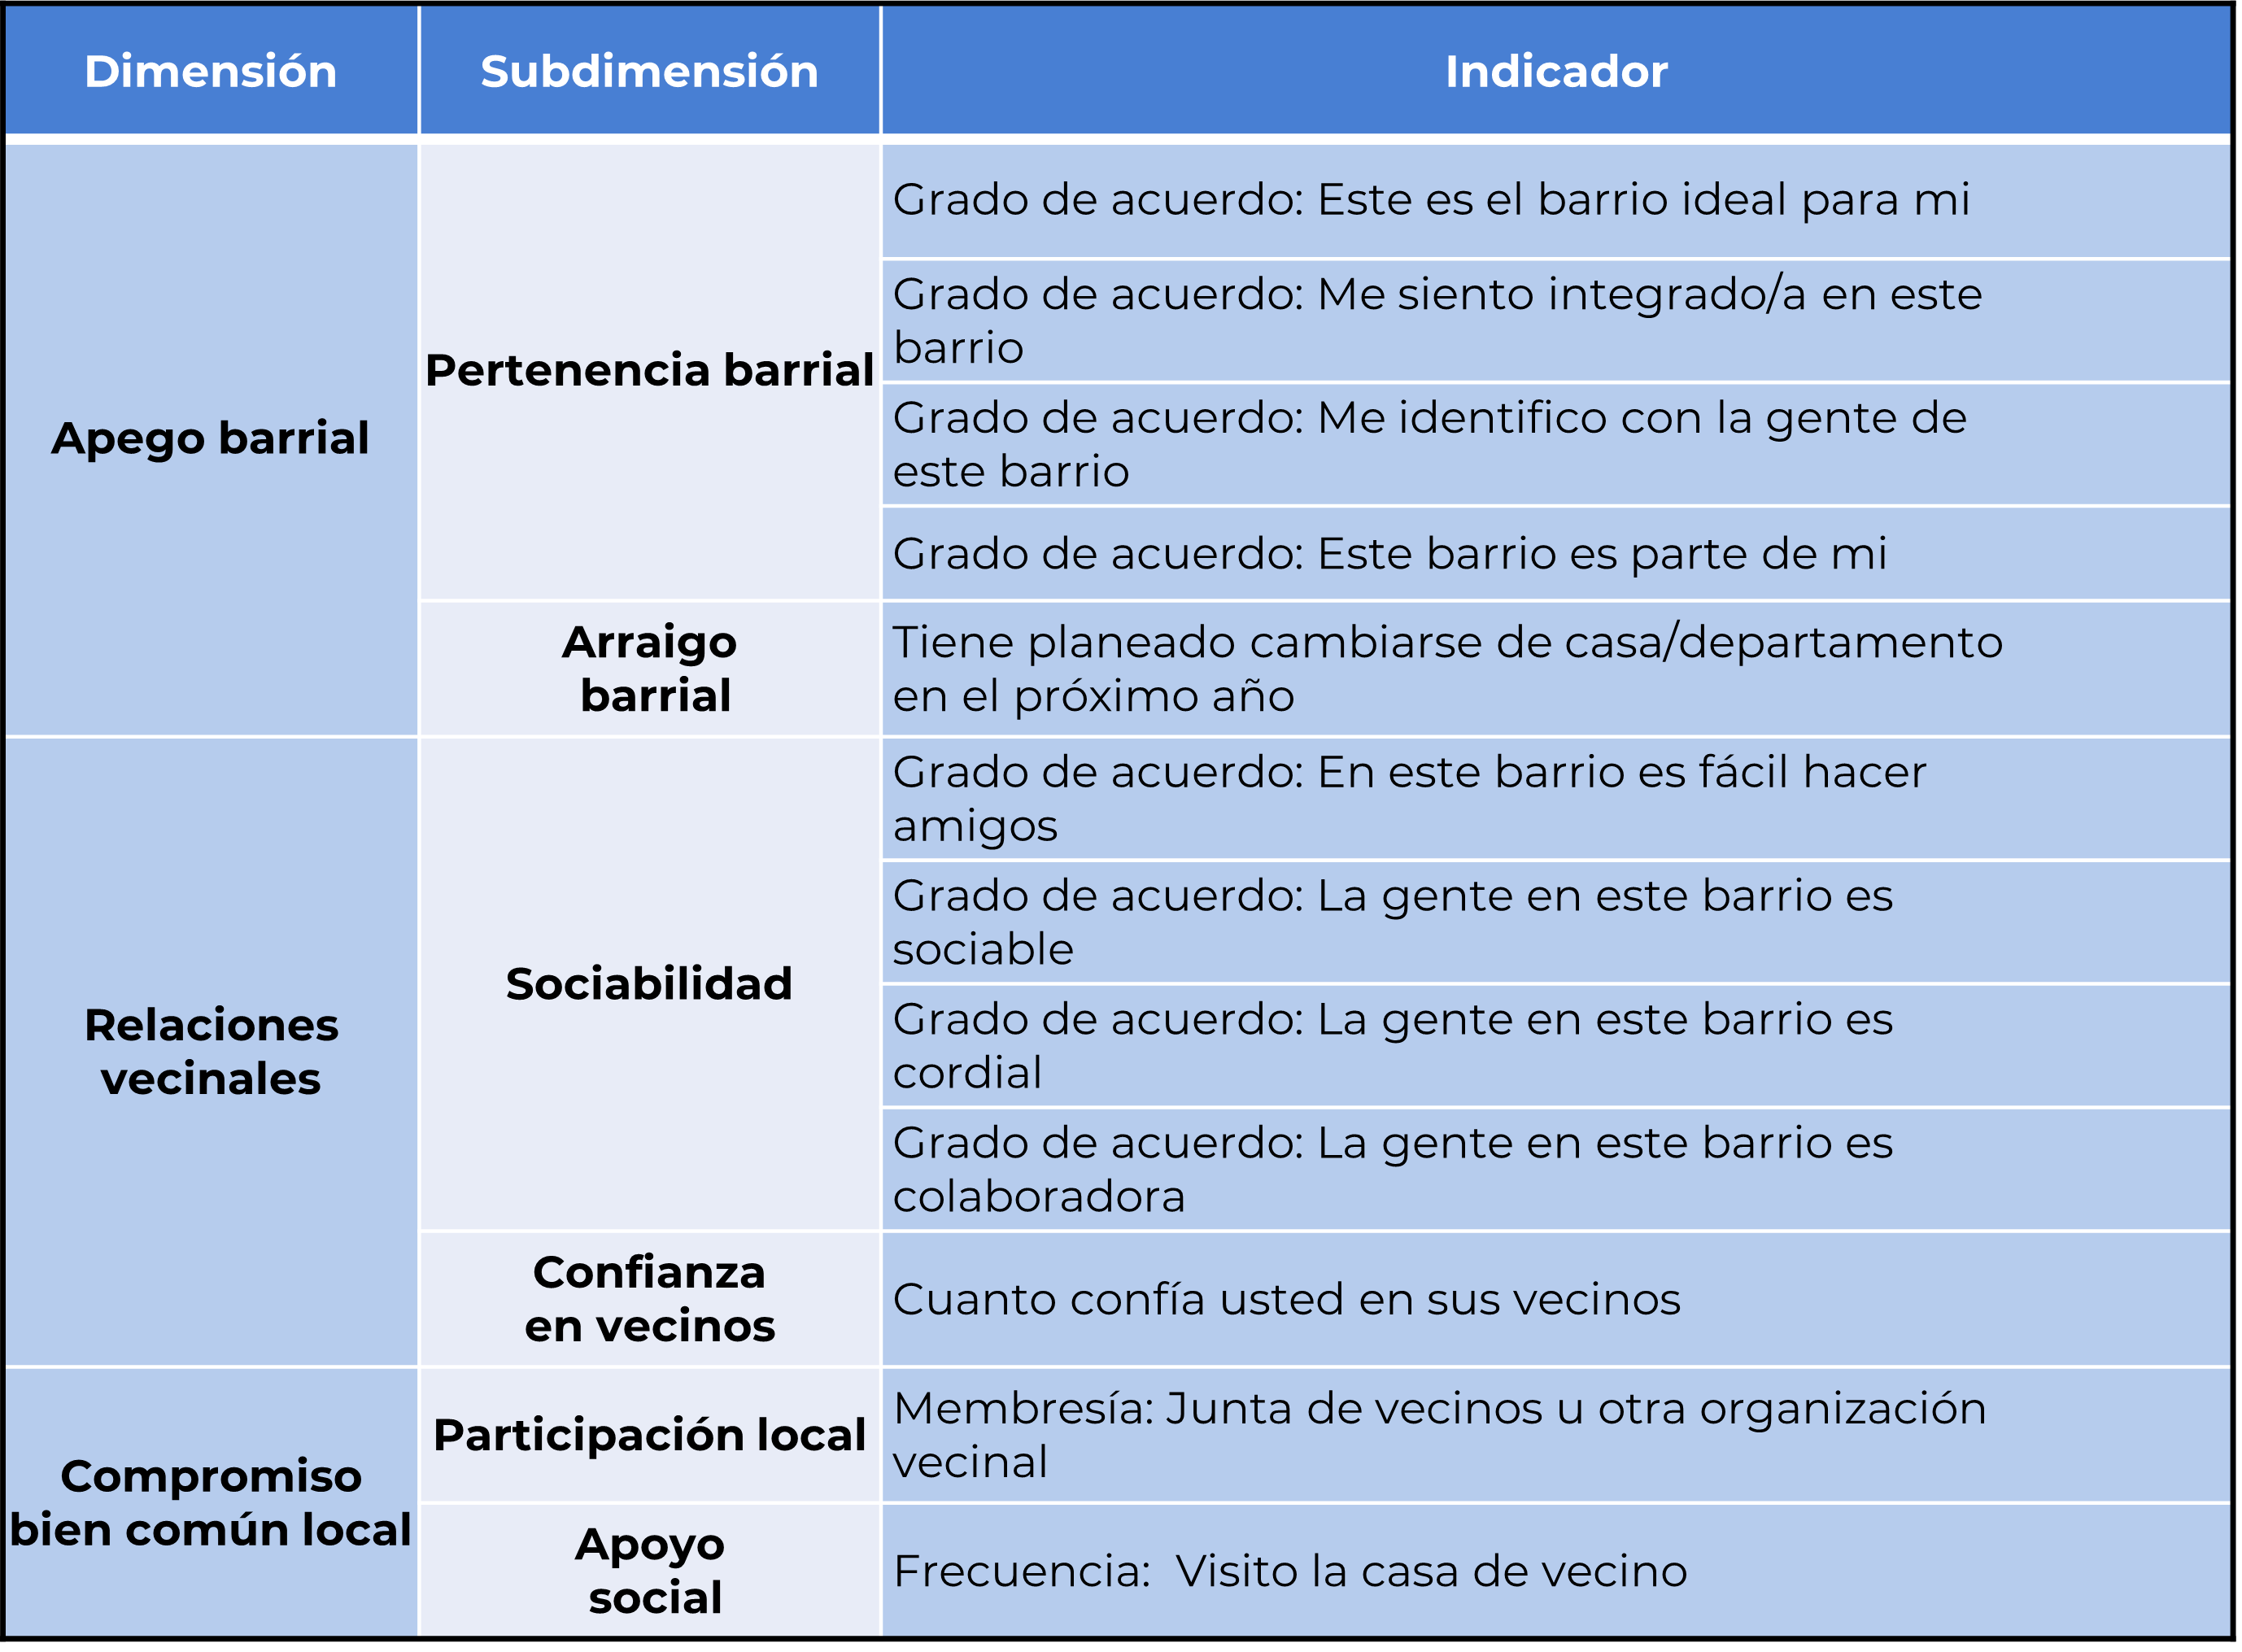 Dimensión
Subdimensión
Indicador
Apego barrial
Pertenencia barrial
Grado de acuerdo: Este es el barrio ideal para mi
Grado de acuerdo: Me siento integrado/a en este
barrio
Grado de acuerdo: Me identifico con la gente de
este barrio
Grado de acuerdo: Este barrio es parte de mi
Arraigo
barrial
Tiene planeado cambiarse de casa/departamento
en el próximo año
Relaciones
vecinales
Sociabilidad
Grado de acuerdo: En este barrio es fácil hacer
amigos
Grado de acuerdo: La gente en este barrio es
sociable
Grado de acuerdo: La gente en este barrio es
cordial
Grado de acuerdo: La gente en este barrio es
colaboradora
Confianza
en vecinos
Cuanto confía usted en sus vecinos
Compromiso
bien común local
Participación local
Membresía: Junta de vecinos u otra organización
vecinal
Apoyo
social
Frecuencia:  Visito la casa de vecino